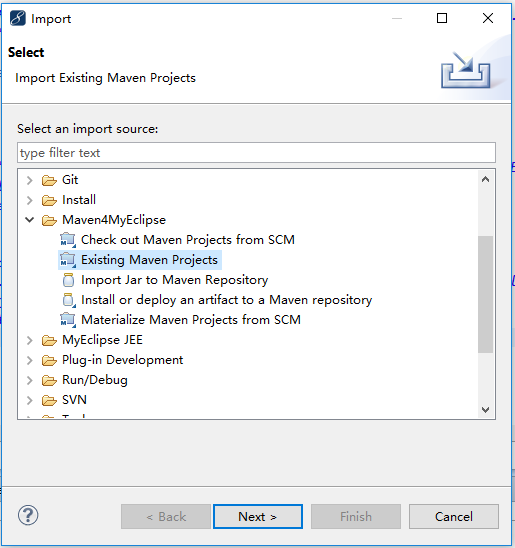 Import
Select
Import Existing Maven Projects
Select an import source:
type filter text
Git
Install
Maven4MyEclipse
Check out Maven Projects from SCM
Existing Maven Projects
Import Jar to Maven Repository
Install or deploy an artifact to a Maven repository
Materialize Maven Projects from SCM
MyEclipse JEE
Plug-in Development
Run/Debug
SVN
< Back
Next >
Finish
Cancel